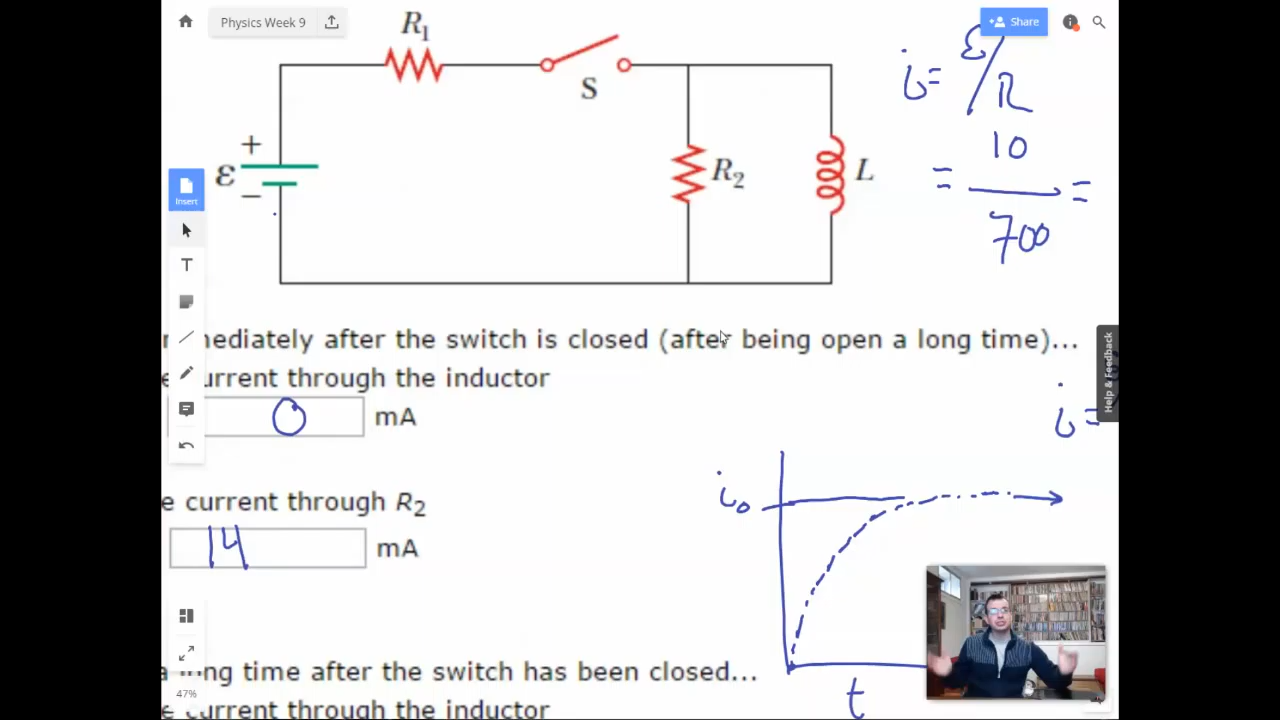 Physics Week 9
Share
R1
S
+
ε
−
R2
L
i = ε/R
= 10/700 =
Insert
T
mmediately after the switch is closed (after being open a long time)...
e current through the inductor
0 mA
i =
Help & Feedback
e current through R2
14 mA
i0
t
a long time after the switch has been closed...
e current through the inductor
47%